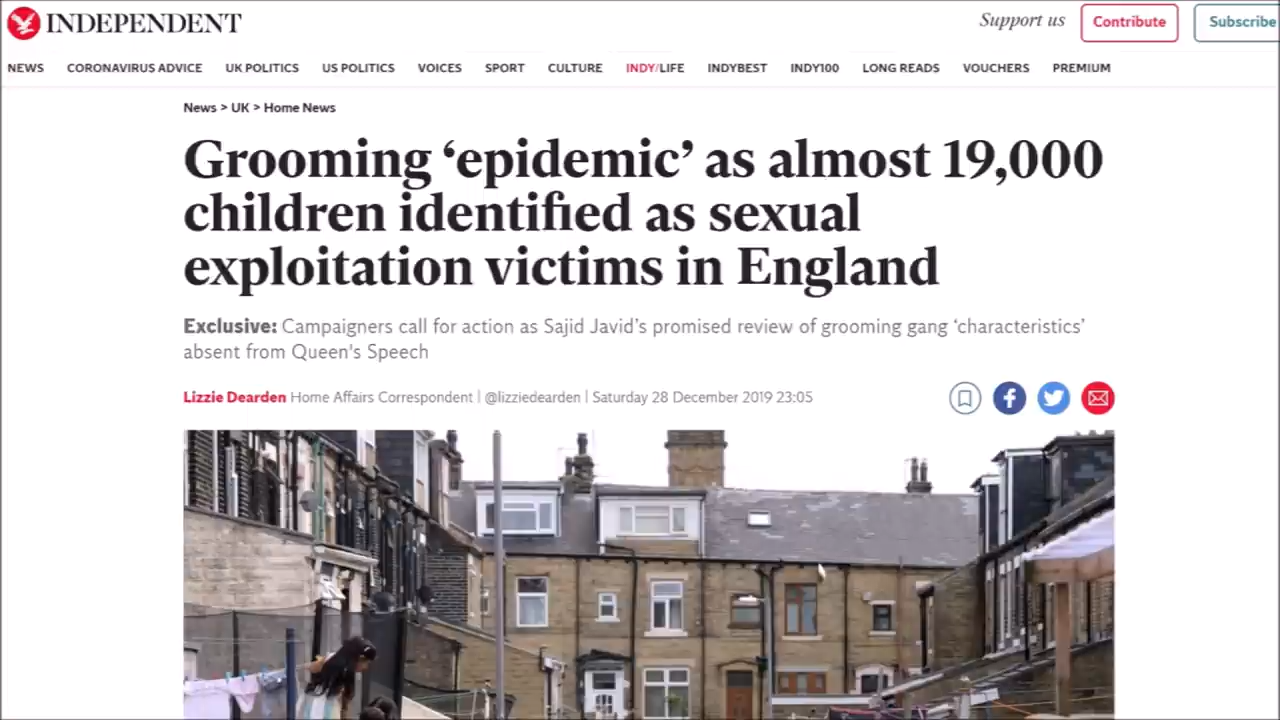 INDEPENDENT
Support us
Contribute
Subscribe
NEWS CORONAVIRUS ADVICE UK POLITICS US POLITICS VOICES SPORT CULTURE INDY/LIFE INDYBEST INDY100 LONG READS VOUCHERS PREMIUM
News > UK > Home News
Grooming ‘epidemic’ as almost 19,000
children identified as sexual
exploitation victims in England
Exclusive: Campaigners call for action as Sajid Javid’s promised review of grooming gang ‘characteristics’
absent from Queen's Speech
Lizzie Dearden Home Affairs Correspondent | @lizziedearden | Saturday 28 December 2019 23:05